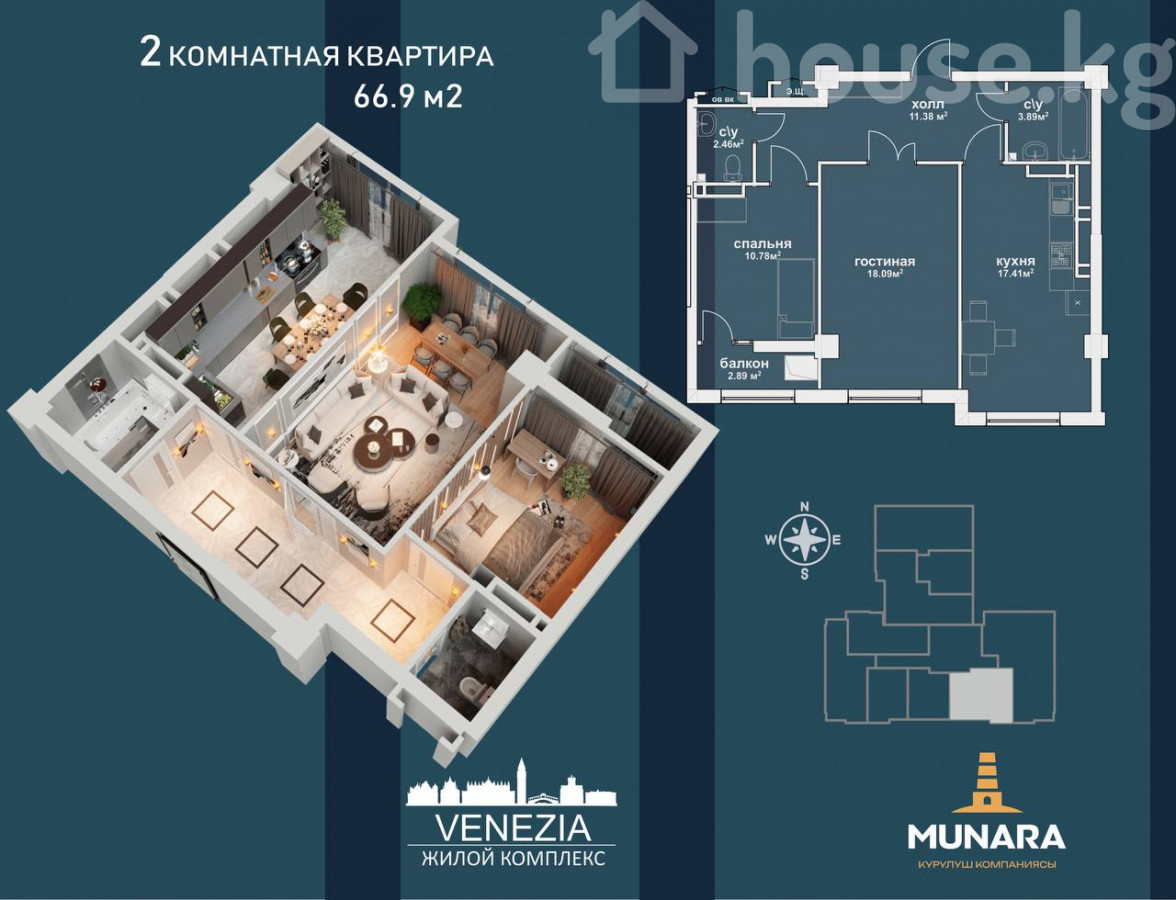 2 КОМНАТНАЯ КВАРТИРА
66.9 м2
house.kg
ОВ ВК
Э.Щ
холл
11.38 м²
с\у
3.89м²
с\у
2.46м²
спальня
10.78м²
гостиная
18.09м²
кухня
17.41м²
балкон
2.89 м²
N
W
E
S
VENEZIA
ЖИЛОЙ КОМПЛЕКС
MUNARA
КУРУЛУШ КОМПАНИЯСЫ